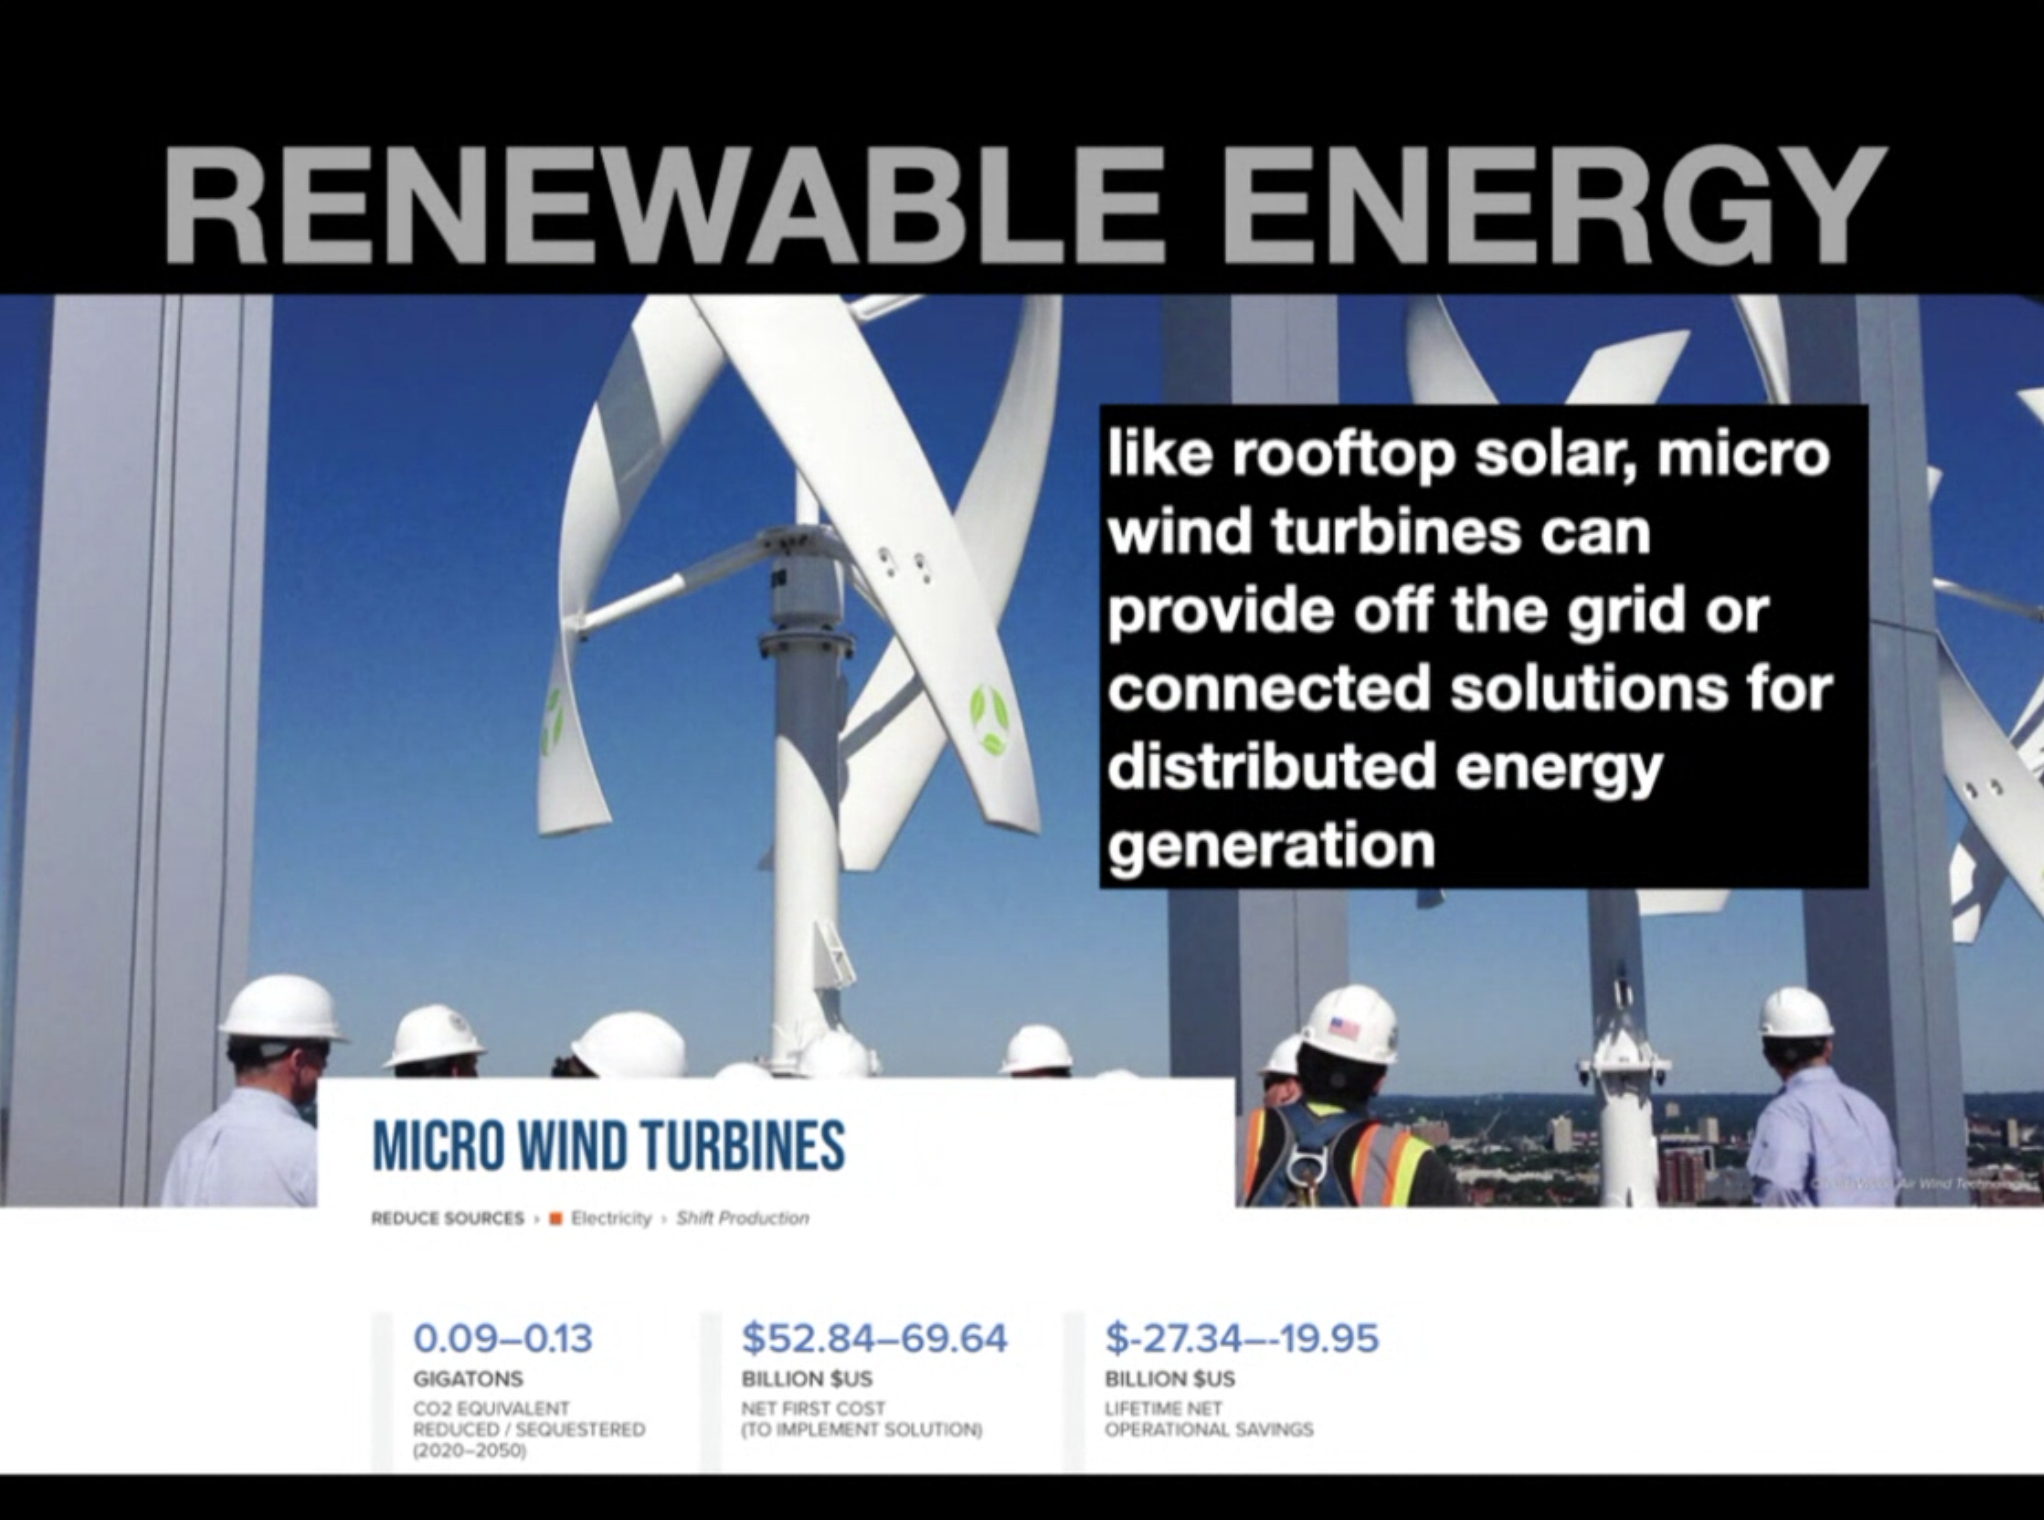 RENEWABLE ENERGY
like rooftop solar, micro
wind turbines can
provide off the grid or
connected solutions for
distributed energy
generation
MICRO WIND TURBINES
REDUCE SOURCES › Electricity › Shift Production
Air Wind
0.09–0.13
GIGATONS
CO2 EQUIVALENT
REDUCED / SEQUESTERED
(2020–2050)
$52.84–69.64
BILLION $US
NET FIRST COST
(TO IMPLEMENT SOLUTION)
$-27.34–-19.95
BILLION $US
LIFETIME NET
OPERATIONAL SAVINGS